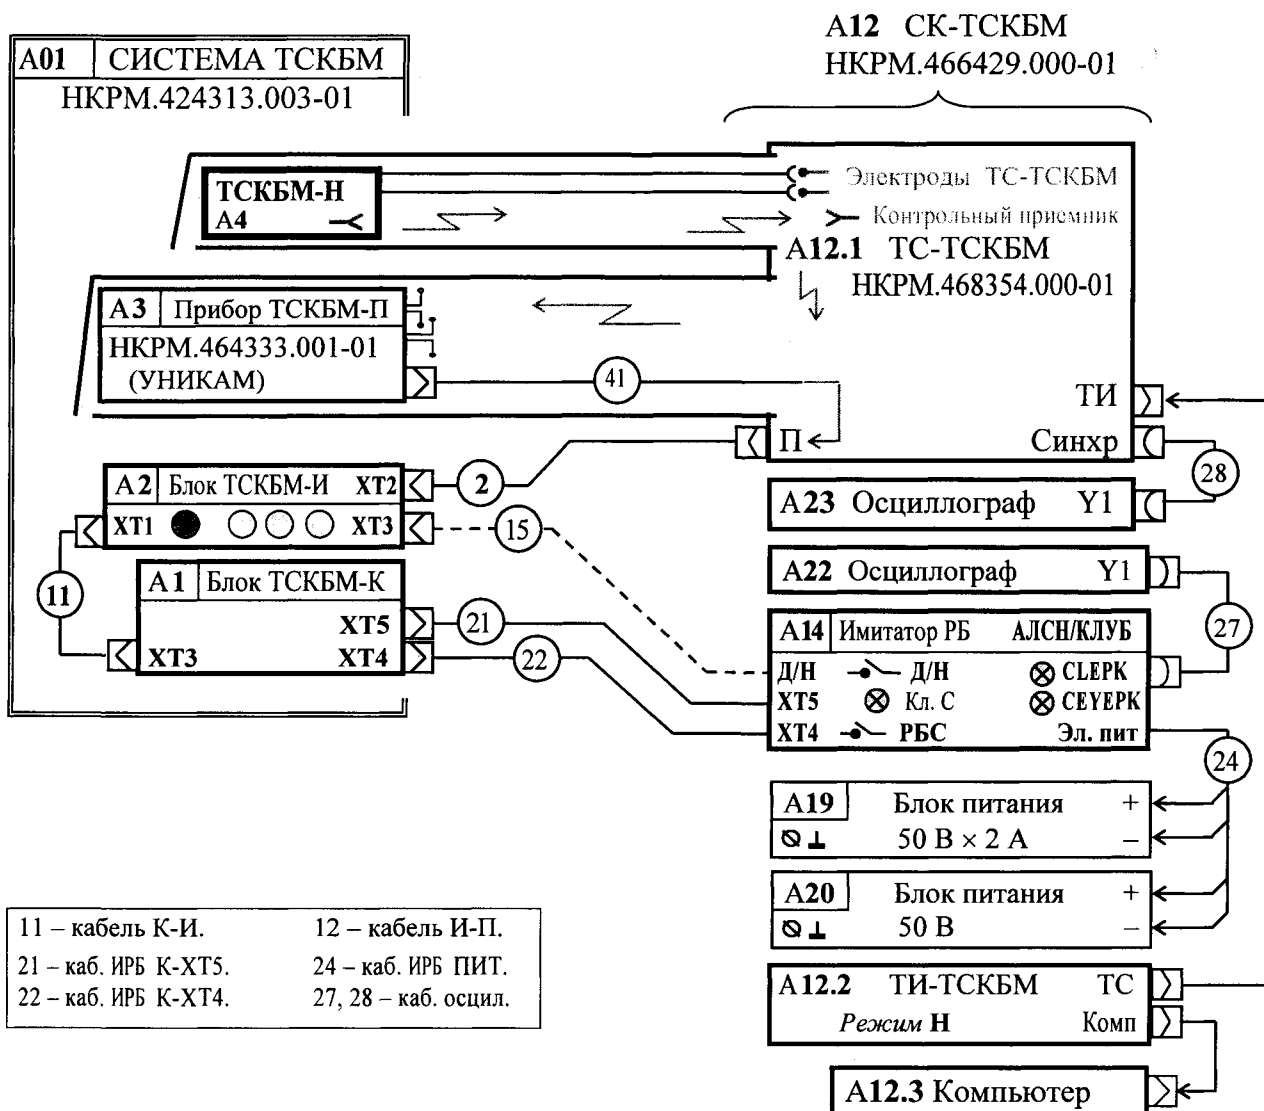 А12 СК-ТСКБМ
НКРМ.466429.000-01
А01 СИСТЕМА ТСКБМ
НКРМ.424313.003-01
ТСКБМ-Н
А4
Электроды ТС-ТСКБМ
Контрольный приемник
А12.1 ТС-ТСКБМ
НКРМ.468354.000-01
А3 Прибор ТСКБМ-П
НКРМ.464333.001-01
(УНИКАМ)
41
ТИ
П
Синхр
28
А2 Блок ТСКБМ-И ХТ2
2
ХТ1 ХТ3
15
А23 Осциллограф Y1
А22 Осциллограф Y1
27
11
А1 Блок ТСКБМ-К
ХТ5
21
ХТ3 ХТ4
22
А14 Имитатор РБ АЛСН/КЛУБ
Д/Н Д/Н CLEPK
ХТ5 Кл. С CEYEPK
ХТ4 РБС Эл. пит
24
А19 Блок питания +
50 В × 2 А –
А20 Блок питания +
50 В –
11 – кабель К-И. 12 – кабель И-П.
21 – каб. ИРБ К-ХТ5. 24 – каб. ИРБ ПИТ.
22 – каб. ИРБ К-ХТ4. 27, 28 – каб. осцил.
А12.2 ТИ-ТСКБМ ТС
Режим Н Комп
А12.3 Компьютер